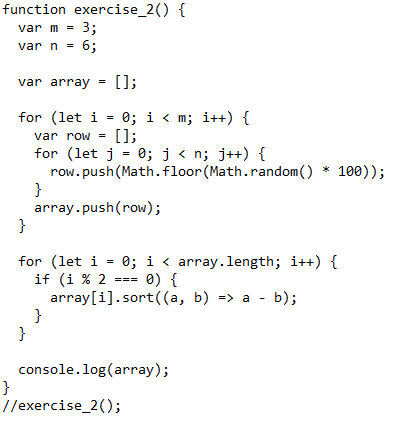 function exercise_2() {
  var m = 3;
  var n = 6;

  var array = [];

  for (let i = 0; i < m; i++) {
    var row = [];
    for (let j = 0; j < n; j++) {
      row.push(Math.floor(Math.random() * 100));
    }
    array.push(row);
  }

  for (let i = 0; i < array.length; i++) {
    if (i % 2 === 0) {
      array[i].sort((a, b) => a - b);
    }
  }

  console.log(array);
}
//exercise_2();